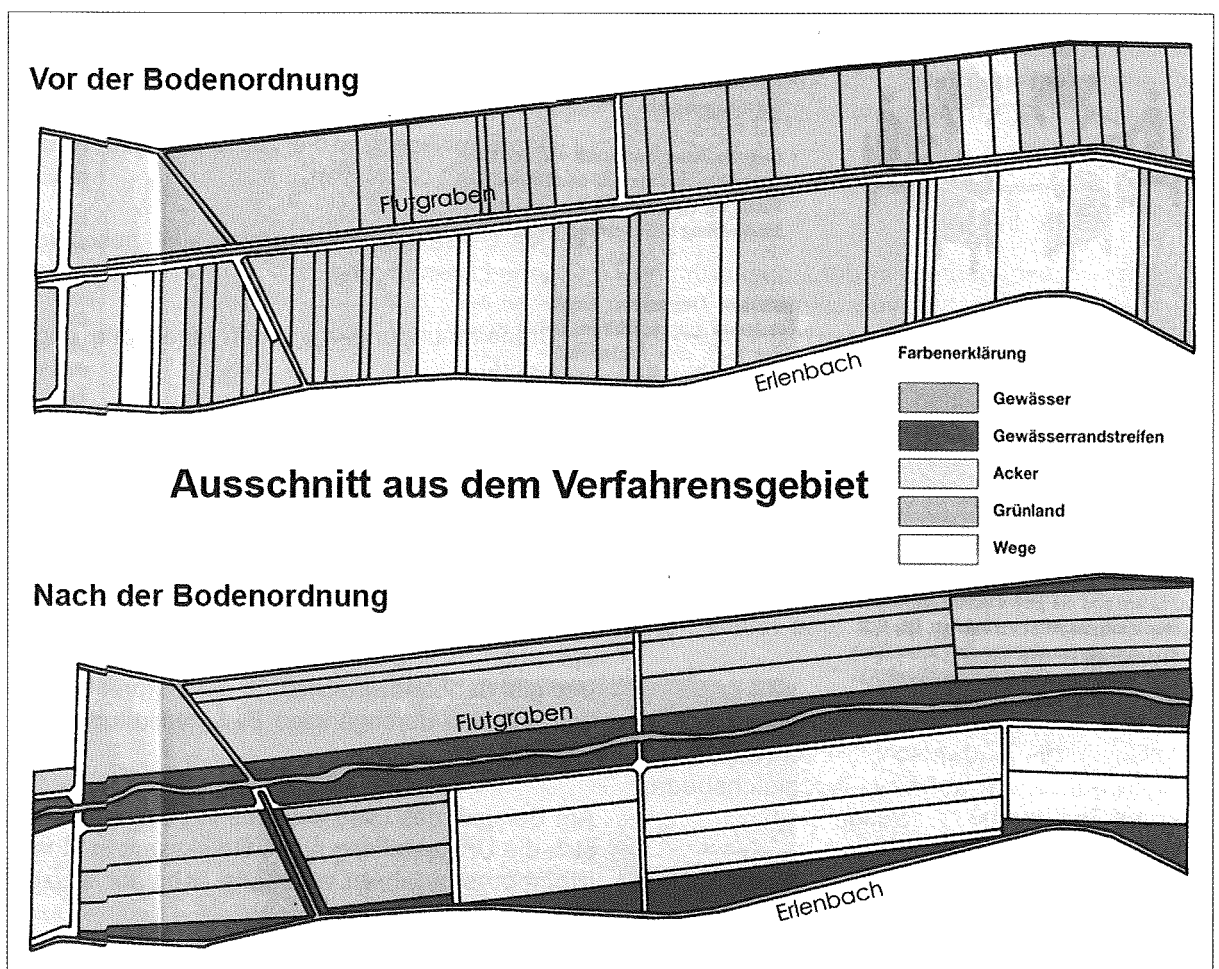 Vor der Bodenordnung
Flutgraben
Erlenbach
Farbenerklärung
Gewässer
Gewässerrandstreifen
Acker
Grünland
Wege
Ausschnitt aus dem Verfahrensgebiet
Nach der Bodenordnung
Flutgraben
Erlenbach